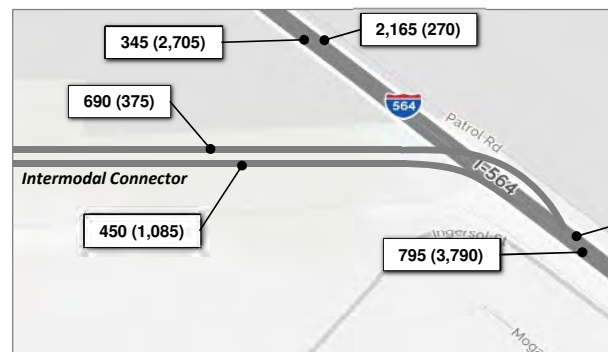 345 (2,705)
2,165 (270)
690 (375)
564
Patrol Rd
I-564
Intermodal Connector
450 (1,085)
Ingersol St
795 (3,790)